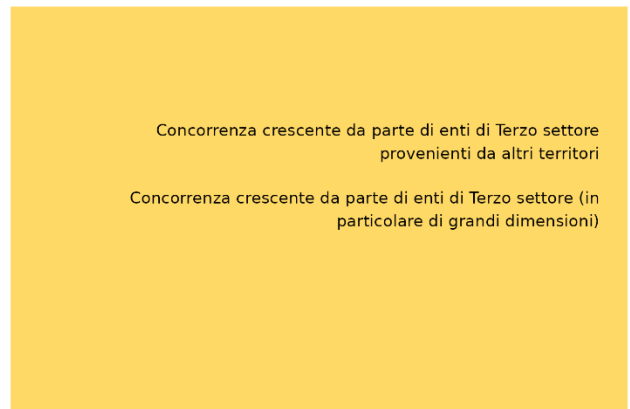 Concorrenza crescente da parte di enti di Terzo settore
provenienti da altri territori
Concorrenza crescente da parte di enti di Terzo settore (in
particolare di grandi dimensioni)